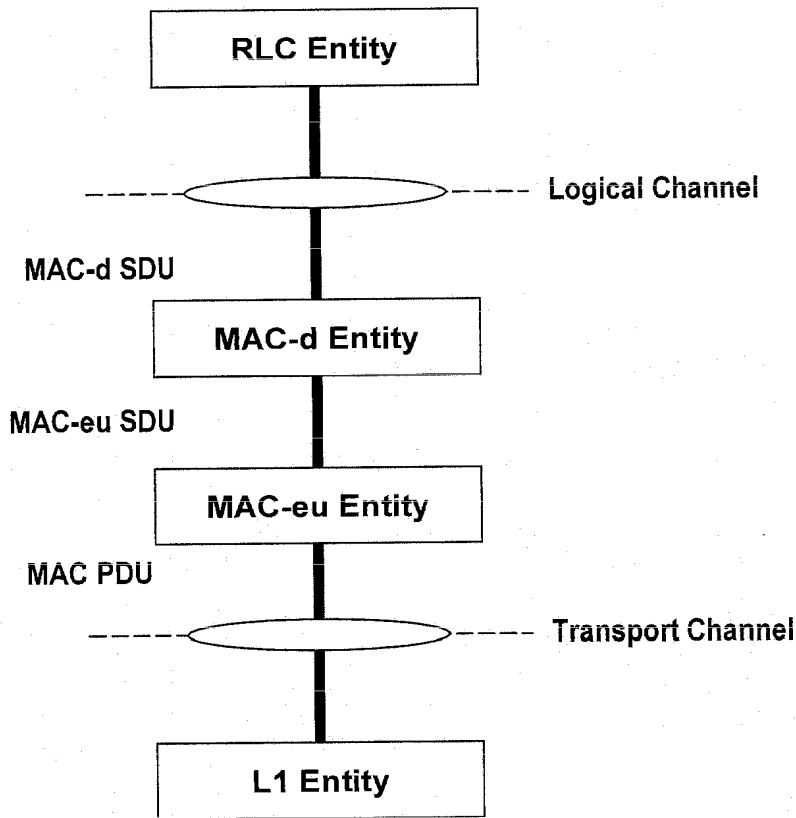 RLC Entity
Logical Channel
MAC-d SDU
MAC-d Entity
MAC-eu SDU
MAC-eu Entity
MAC PDU
Transport Channel
L1 Entity